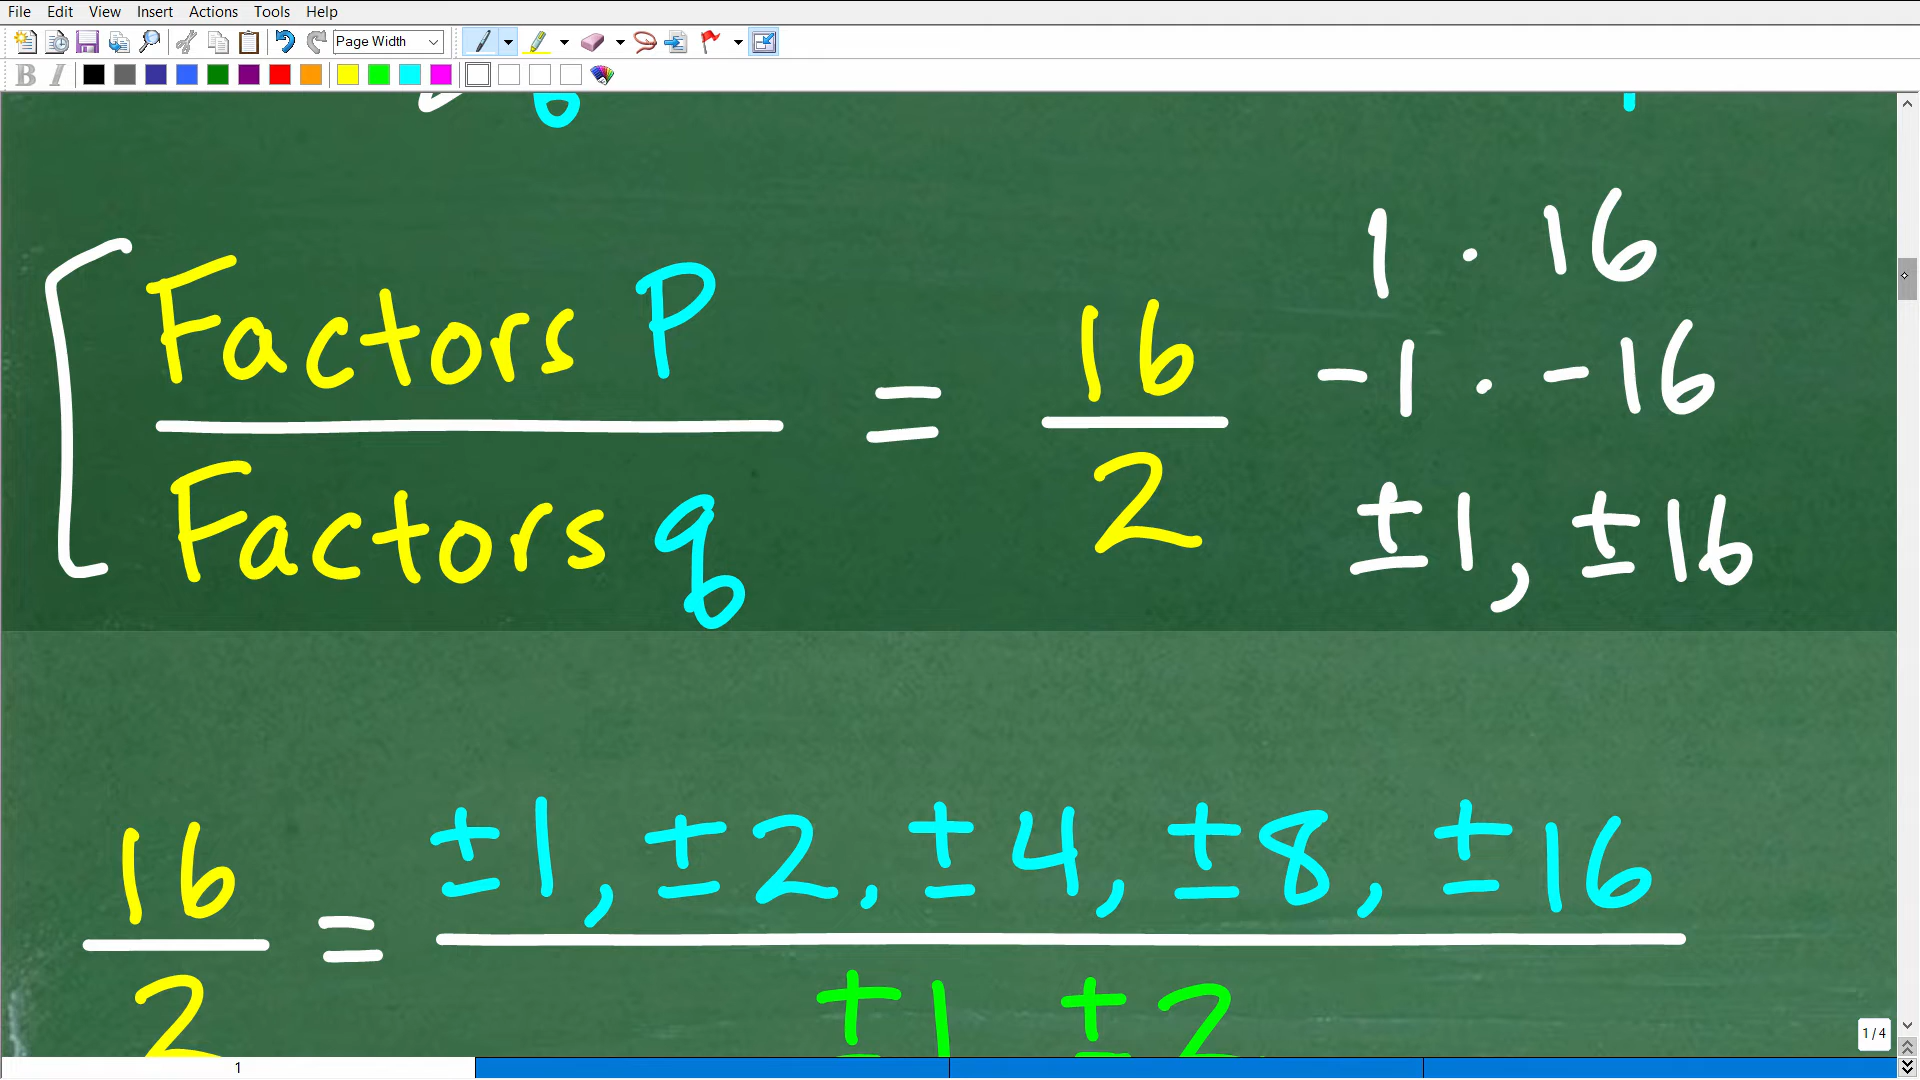 File Edit View Insert Actions Tools Help
Page Width
B I
1 · 16
Factors P = 16 / 2
-1 · -16
Factors q
±1, ±16
16 / 2 = ±1, ±2, ±4, ±8, ±16
±1 ±2
1 / 4
1